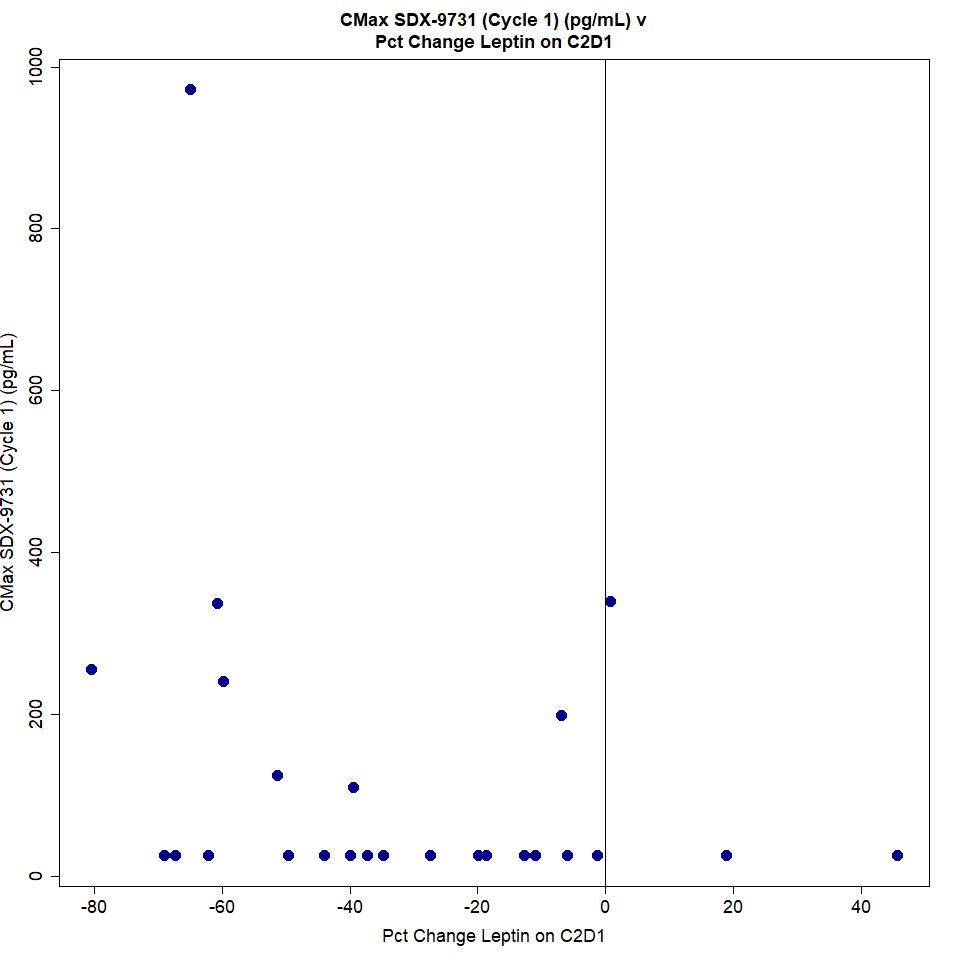 CMax SDX-9731 (Cycle 1) (pg/mL) v
Pct Change Leptin on C2D1
CMax SDX-9731 (Cycle 1) (pg/mL)
1000
800
600
400
200
0
-80 -60 -40 -20 0 20 40
Pct Change Leptin on C2D1